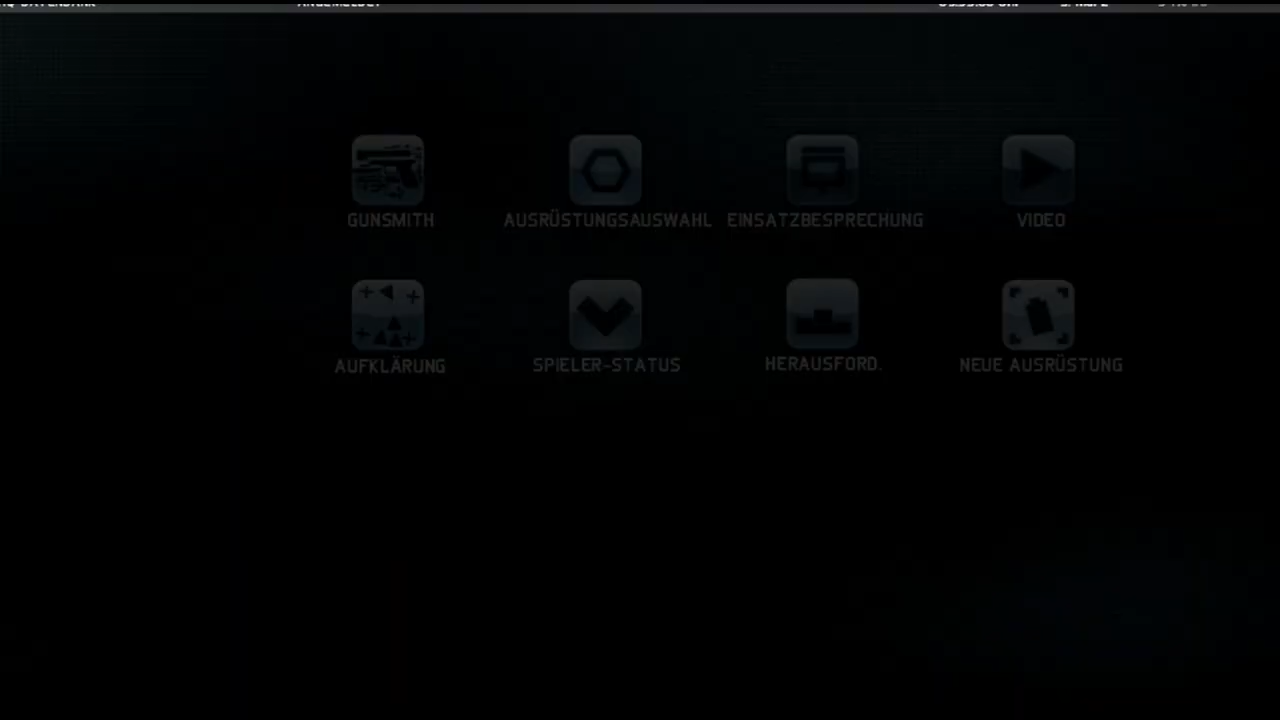 GUNSMITH AUSRÜSTUNGSAUSWAHL EINSATZBESPRECHUNG VIDEO
AUFKLÄRUNG SPIELER-STATUS HERAUSFORD. NEUE AUSRÜSTUNG